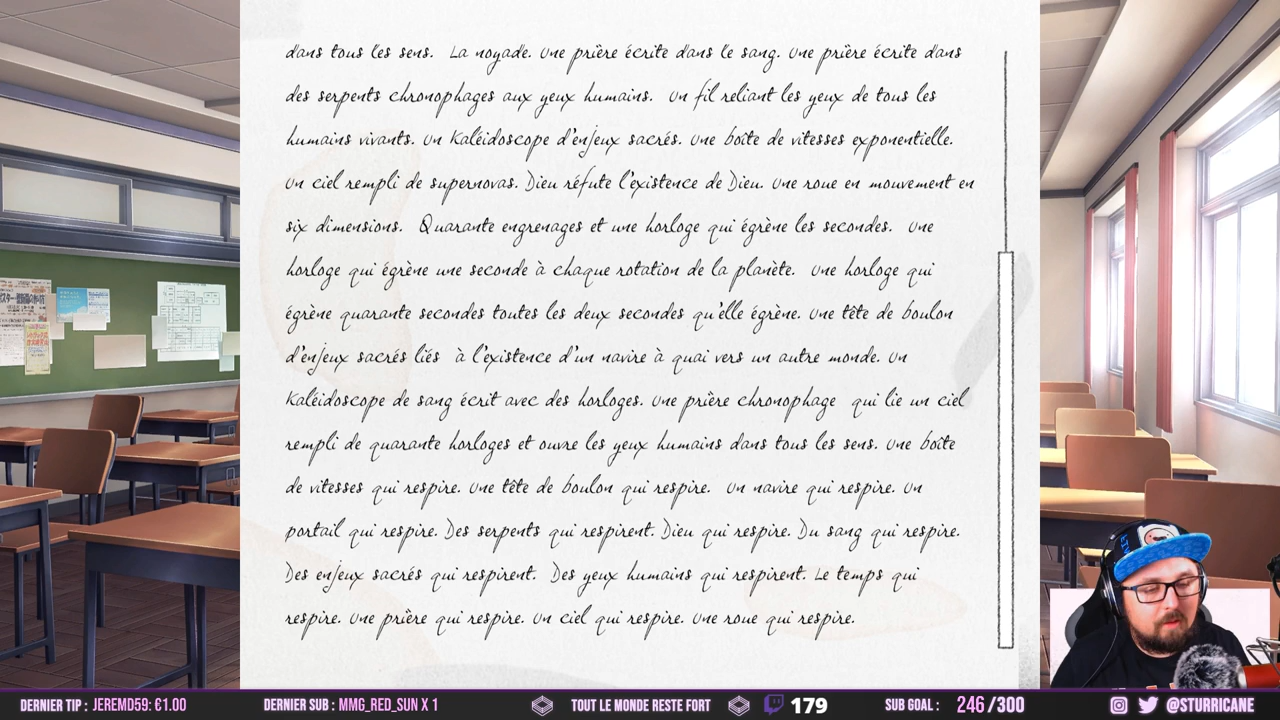 dans tous les sens. La noyade. Une prière écrite dans le sang. Une prière écrite dans
des serpents chronophages aux yeux humains. Un fil reliant les yeux de tous les
humains vivants. Un Kaléidoscope d'enjeux sacrés. Une boîte de vitesses exponentielle.
Un ciel rempli de supernovas. Dieu réfute l'existence de Dieu. Une roue en mouvement en
six dimensions. Quarante engrenages et une horloge qui égrène les secondes. Une
horloge qui égrène une seconde à chaque rotation de la planète. Une horloge qui
égrène quarante secondes toutes les deux secondes qu'elle égrène. Une tête de boulon
d'enjeux sacrés liés à l'existence d'un navire à quai vers un autre monde. Un
Kaléidoscope de sang écrit avec des horloges. Une prière chronophage qui lie un ciel
rempli de quarante horloges et ouvre les yeux humains dans tous les sens. Une boîte
de vitesses qui respire. Une tête de boulon qui respire. Un navire qui respire. Un
portail qui respire. Des serpents qui respirent. Dieu qui respire. Du sang qui respire.
Des enjeux sacrés qui respirent. Des yeux humains qui respirent. Le temps qui
respire. Une prière qui respire. Un ciel qui respire. Une roue qui respire.
DERNIER TIP : JEREMD59: €1.00 DERNIER SUB : MMG_RED_SUN X 1 TOUT LE MONDE RESTE FORT 179 SUB GOAL : 246/300 @STURRICANE